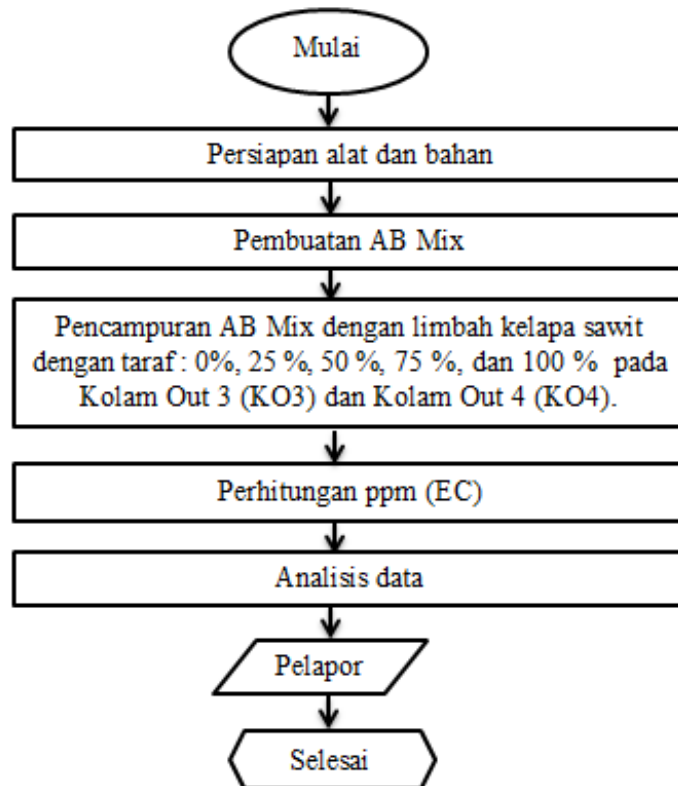 Mulai
Persiapan alat dan bahan
Pembuatan AB Mix
Pencampuran AB Mix dengan limbah kelapa sawit
dengan taraf : 0%, 25 %, 50 %, 75 %, dan 100 % pada
Kolam Out 3 (KO3) dan Kolam Out 4 (KO4).
Perhitungan ppm (EC)
Analisis data
Pelapor
Selesai